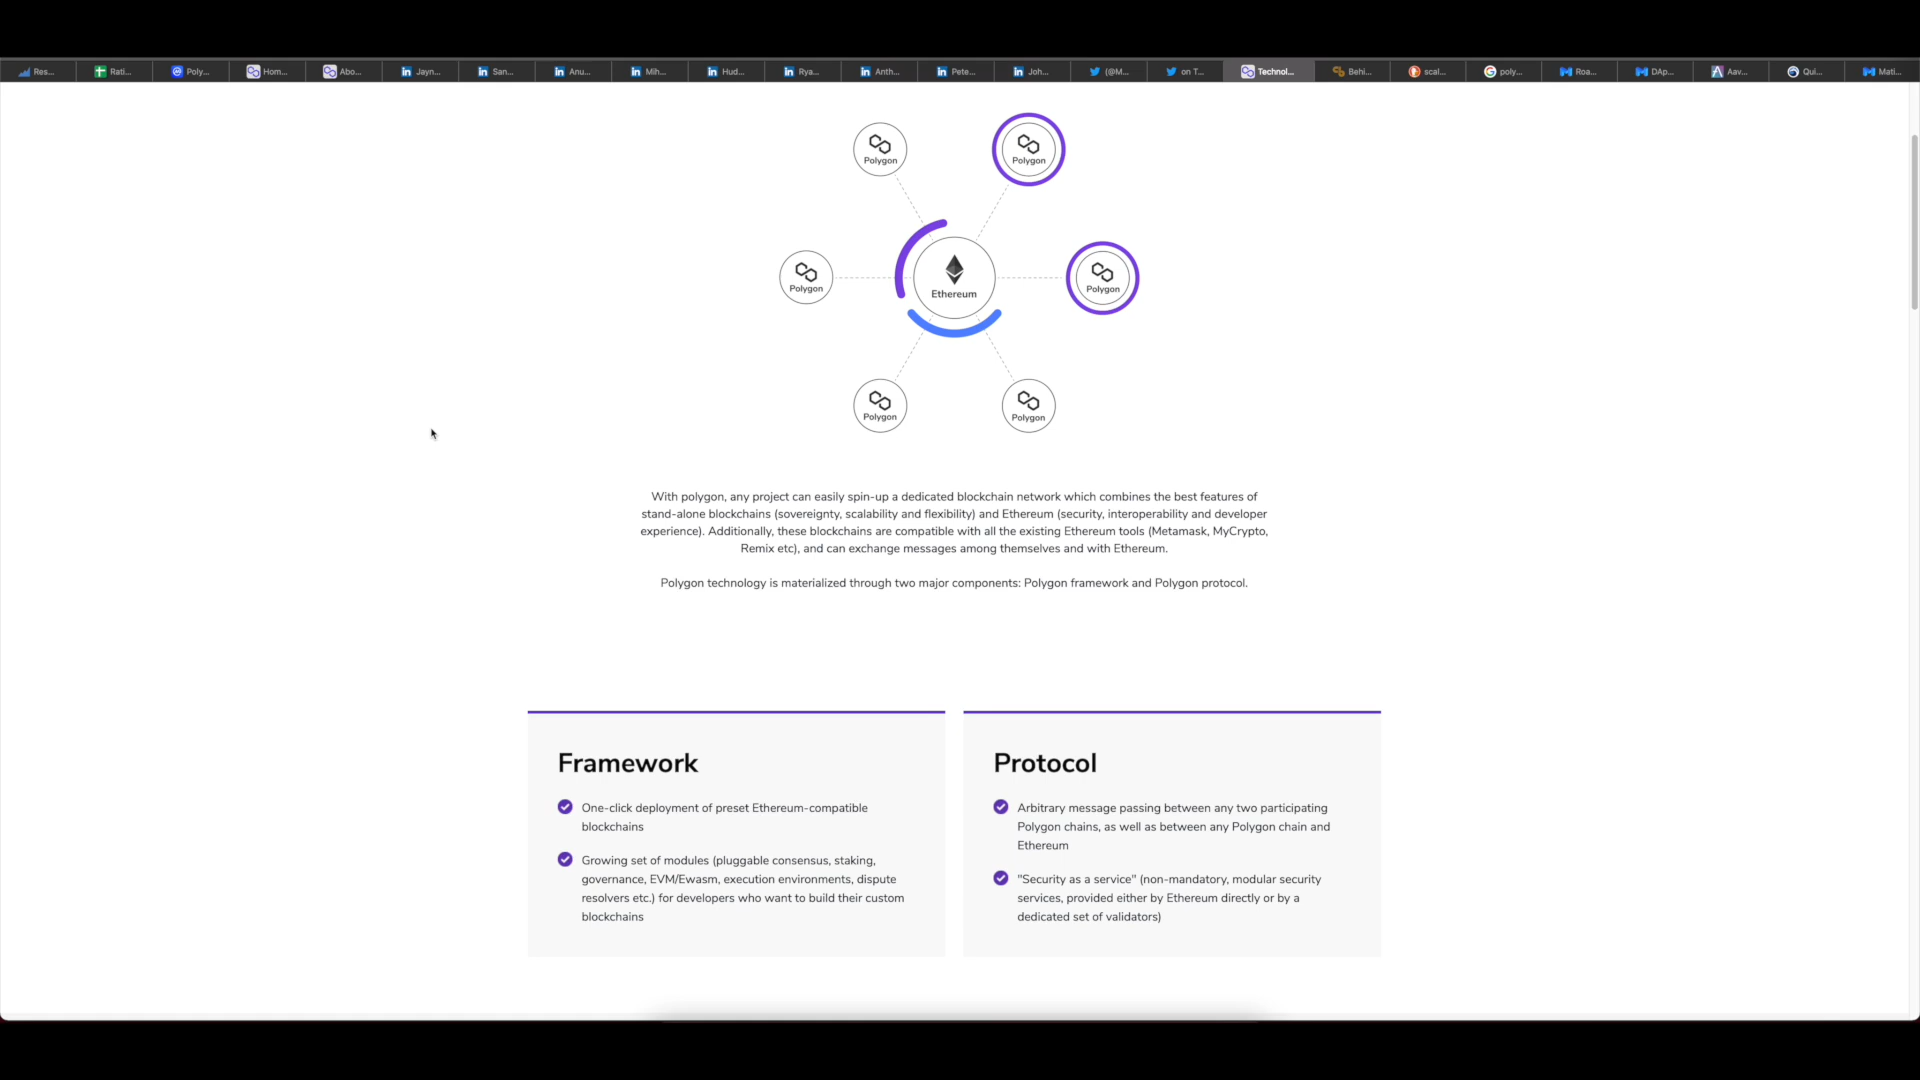 Res...
Rati...
Poly...
Hom...
Abo...
Jayn...
San...
Anu...
Mih...
Hud...
Rya...
Anth...
Pete...
Joh...
(@M...
on T...
Technol...
Behi...
scal...
poly...
Roa...
DAp...
Aav...
Qui...
Mati...
Polygon
Polygon
Polygon
Ethereum
Polygon
Polygon
Polygon
With polygon, any project can easily spin-up a dedicated blockchain network which combines the best features of
stand-alone blockchains (sovereignty, scalability and flexibility) and Ethereum (security, interoperability and developer
experience). Additionally, these blockchains are compatible with all the existing Ethereum tools (Metamask, MyCrypto,
Remix etc), and can exchange messages among themselves and with Ethereum.
Polygon technology is materialized through two major components: Polygon framework and Polygon protocol.
Framework
One-click deployment of preset Ethereum-compatible
blockchains
Growing set of modules (pluggable consensus, staking,
governance, EVM/Ewasm, execution environments, dispute
resolvers etc.) for developers who want to build their custom
blockchains
Protocol
Arbitrary message passing between any two participating
Polygon chains, as well as between any Polygon chain and
Ethereum
"Security as a service" (non-mandatory, modular security
services, provided either by Ethereum directly or by a
dedicated set of validators)